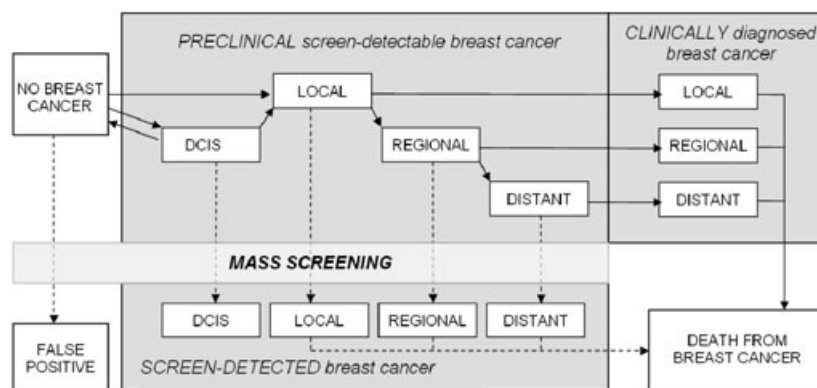 PRECLINICAL screen-detectable breast cancer
CLINICALLY diagnosed
breast cancer
NO BREAST
CANCER
LOCAL
LOCAL
DCIS
REGIONAL
REGIONAL
DISTANT
DISTANT
MASS SCREENING
DCIS
LOCAL
REGIONAL
DISTANT
FALSE
POSITIVE
SCREEN-DETECTED breast cancer
DEATH FROM
BREAST CANCER